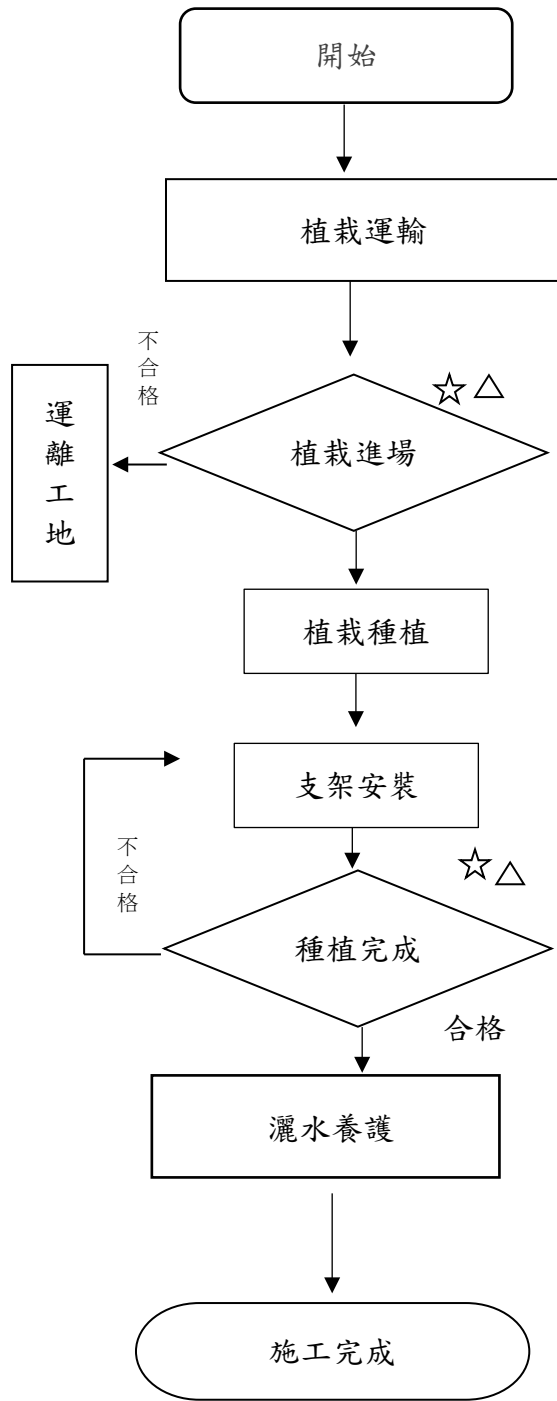 開始
植栽運輸
不合格
運離工地
植栽進場
植栽種植
支架安裝
不合格
種植完成
合格
灑水養護
施工完成